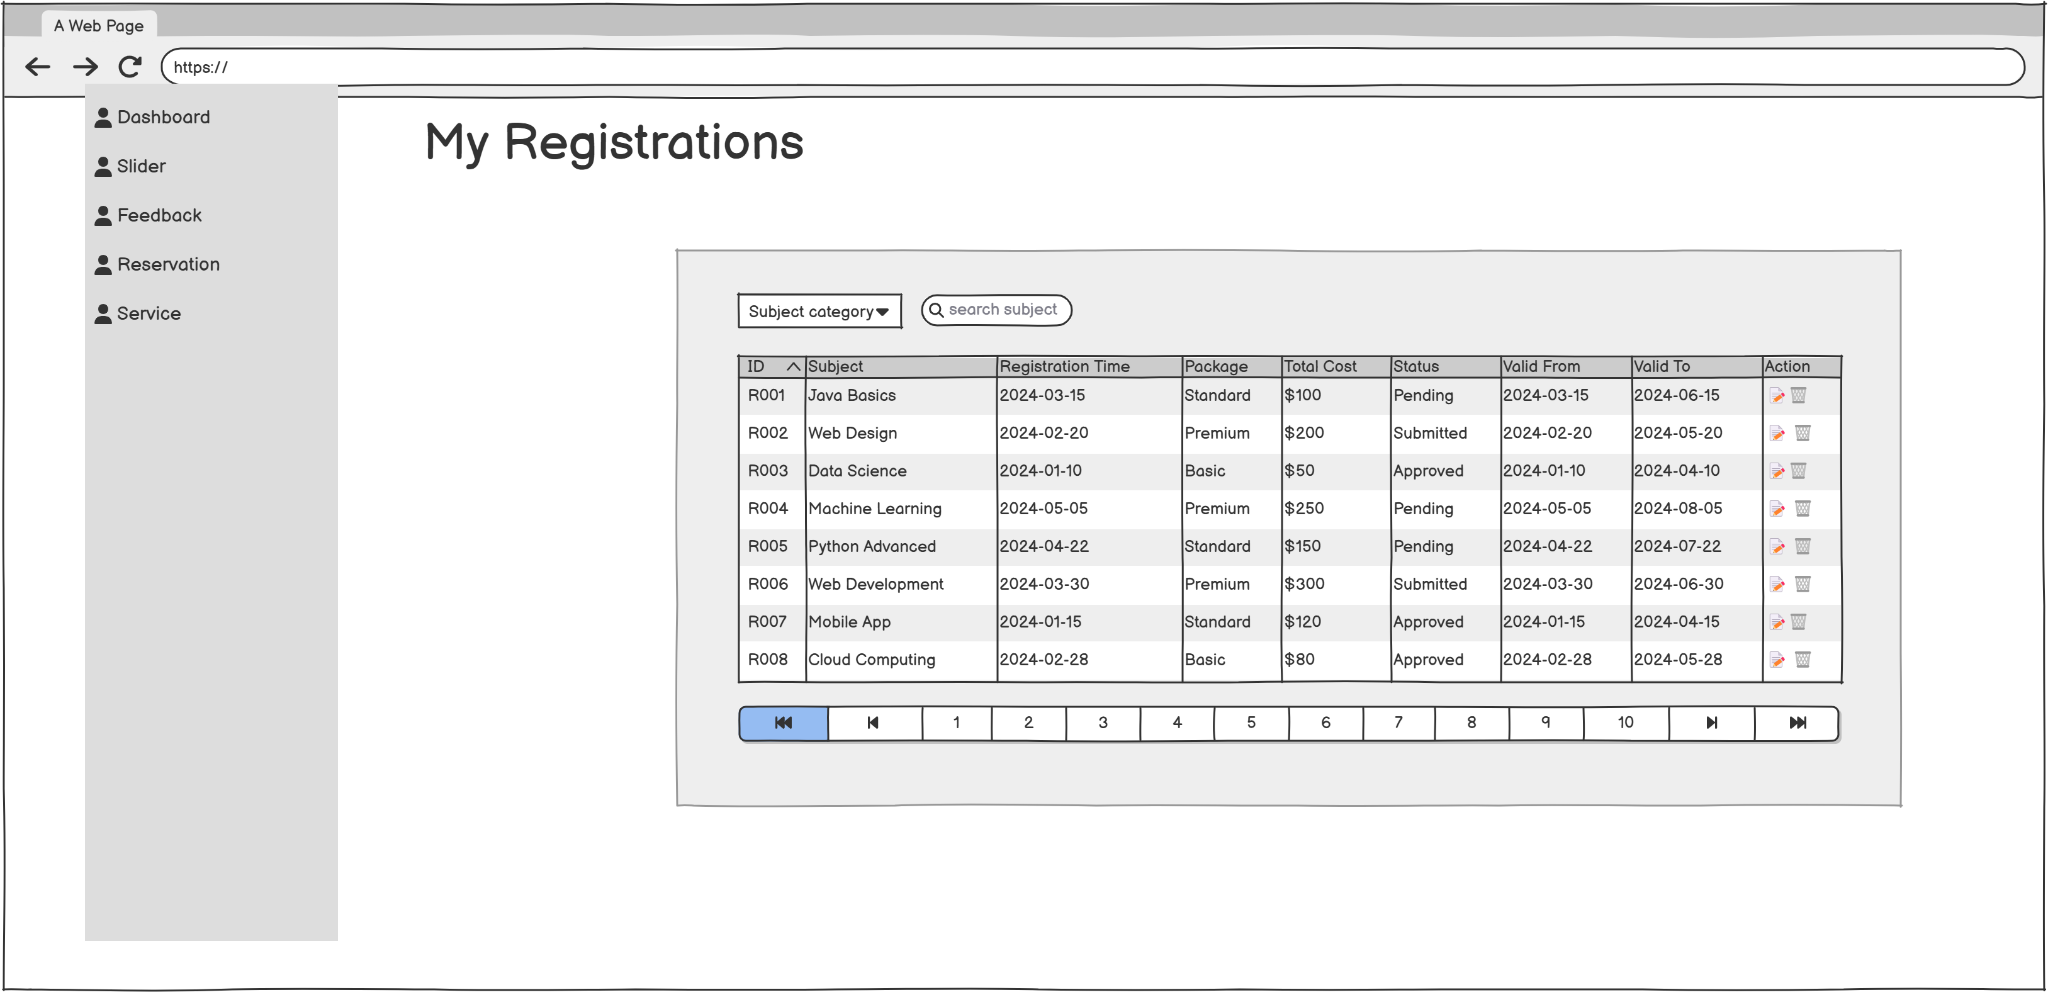 A Web Page
https://
Dashboard
Slider
Feedback
Reservation
Service
My Registrations
Subject category search subject
ID Subject Registration Time Package Total Cost Status Valid From Valid To Action
R001 Java Basics 2024-03-15 Standard $100 Pending 2024-03-15 2024-06-15
R002 Web Design 2024-02-20 Premium $200 Submitted 2024-02-20 2024-05-20
R003 Data Science 2024-01-10 Basic $50 Approved 2024-01-10 2024-04-10
R004 Machine Learning 2024-05-05 Premium $250 Pending 2024-05-05 2024-08-05
R005 Python Advanced 2024-04-22 Standard $150 Pending 2024-04-22 2024-07-22
R006 Web Development 2024-03-30 Premium $300 Submitted 2024-03-30 2024-06-30
R007 Mobile App 2024-01-15 Standard $120 Approved 2024-01-15 2024-04-15
R008 Cloud Computing 2024-02-28 Basic $80 Approved 2024-02-28 2024-05-28
1 2 3 4 5 6 7 8 9 10